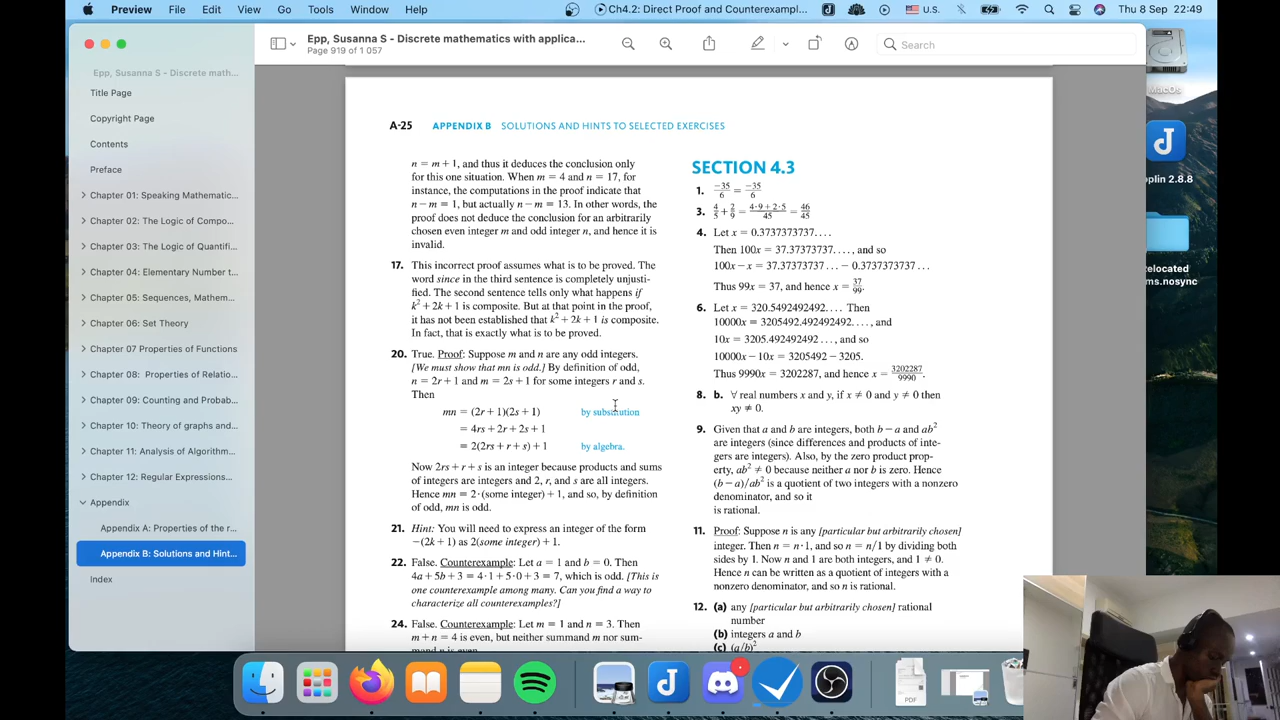 Preview File Edit View Go Tools Window Help Ch4.2: Direct Proof and Counterexampl... U.S. Thu 8 Sep 22:49
Epp, Susanna S - Discrete mathematics with applica...
Page 919 of 1 057
Search
Epp, Susanna S - Discrete math...
Title Page
Copyright Page
Contents
Preface
Chapter 01: Speaking Mathematic...
Chapter 02: The Logic of Compo...
Chapter 03: The Logic of Quantifi...
Chapter 04: Elementary Number t...
Chapter 05: Sequences, Mathem...
Chapter 06: Set Theory
Chapter 07 Properties of Functions
Chapter 08: Properties of Relatio...
Chapter 09: Counting and Probab...
Chapter 10: Theory of graphs and...
Chapter 11: Analysis of Algorithm...
Chapter 12: Regular Expressions...
Appendix
Appendix A: Properties of the r...
Appendix B: Solutions and Hint...
Index
A-25 APPENDIX B SOLUTIONS AND HINTS TO SELECTED EXERCISES
n = m + 1, and thus it deduces the conclusion only
for this one situation. When m = 4 and n = 17, for
instance, the computations in the proof indicate that
n − m = 1, but actually n − m = 13. In other words, the
proof does not deduce the conclusion for an arbitrarily
chosen even integer m and odd integer n, and hence it is
invalid.
17. This incorrect proof assumes what is to be proved. The
word since in the third sentence is completely unjusti-
fied. The second sentence tells only what happens if
k² + 2k + 1 is composite. But at that point in the proof,
it has not been established that k² + 2k + 1 is composite.
In fact, that is exactly what is to be proved.
20. True. Proof: Suppose m and n are any odd integers.
[We must show that mn is odd.] By definition of odd,
n = 2r + 1 and m = 2s + 1 for some integers r and s.
Then
mn = (2r + 1)(2s + 1) by substitution
= 4rs + 2r + 2s + 1
= 2(2rs + r + s) + 1 by algebra.
Now 2rs + r + s is an integer because products and sums
of integers are integers and 2, r, and s are all integers.
Hence mn = 2 · (some integer) + 1, and so, by definition
of odd, mn is odd.
21. Hint: You will need to express an integer of the form
−(2k + 1) as 2(some integer) + 1.
22. False. Counterexample: Let a = 1 and b = 0. Then
4a + 5b + 3 = 4 · 1 + 5 · 0 + 3 = 7, which is odd. [This is
one counterexample among many. Can you find a way to
characterize all counterexamples?]
24. False. Counterexample: Let m = 1 and n = 3. Then
m + n = 4 is even, but neither summand m nor sum-
mand n is even.
SECTION 4.3
1. −35/6 = −35/6
3. 4/5 + 2/9 = (4·9 + 2·5)/45 = 46/45
4. Let x = 0.3737373737....
Then 100x = 37.37373737...., and so
100x − x = 37.37373737... − 0.3737373737...
Thus 99x = 37, and hence x = 37/99.
6. Let x = 320.5492492492.... Then
10000x = 3205492.492492492...., and
10x = 3205.492492492 ..., and so
10000x − 10x = 3205492 − 3205.
Thus 9990x = 3202287, and hence x = 3202287/9990.
8. b. ∀ real numbers x and y, if x ≠ 0 and y ≠ 0 then
xy ≠ 0.
9. Given that a and b are integers, both b − a and ab²
are integers (since differences and products of inte-
gers are integers). Also, by the zero product prop-
erty, ab² ≠ 0 because neither a nor b is zero. Hence
(b − a)/ab² is a quotient of two integers with a nonzero
denominator, and so it
is rational.
11. Proof: Suppose n is any [particular but arbitrarily chosen]
integer. Then n = n·1, and so n = n/1 by dividing both
sides by 1. Now n and 1 are both integers, and 1 ≠ 0.
Hence n can be written as a quotient of integers with a
nonzero denominator, and so n is rational.
12. (a) any [particular but arbitrarily chosen] rational
number
(b) integers a and b
(c) (a/b)²
MacOs
oplin 2.8.8
elocated
ms.nosync
PDF